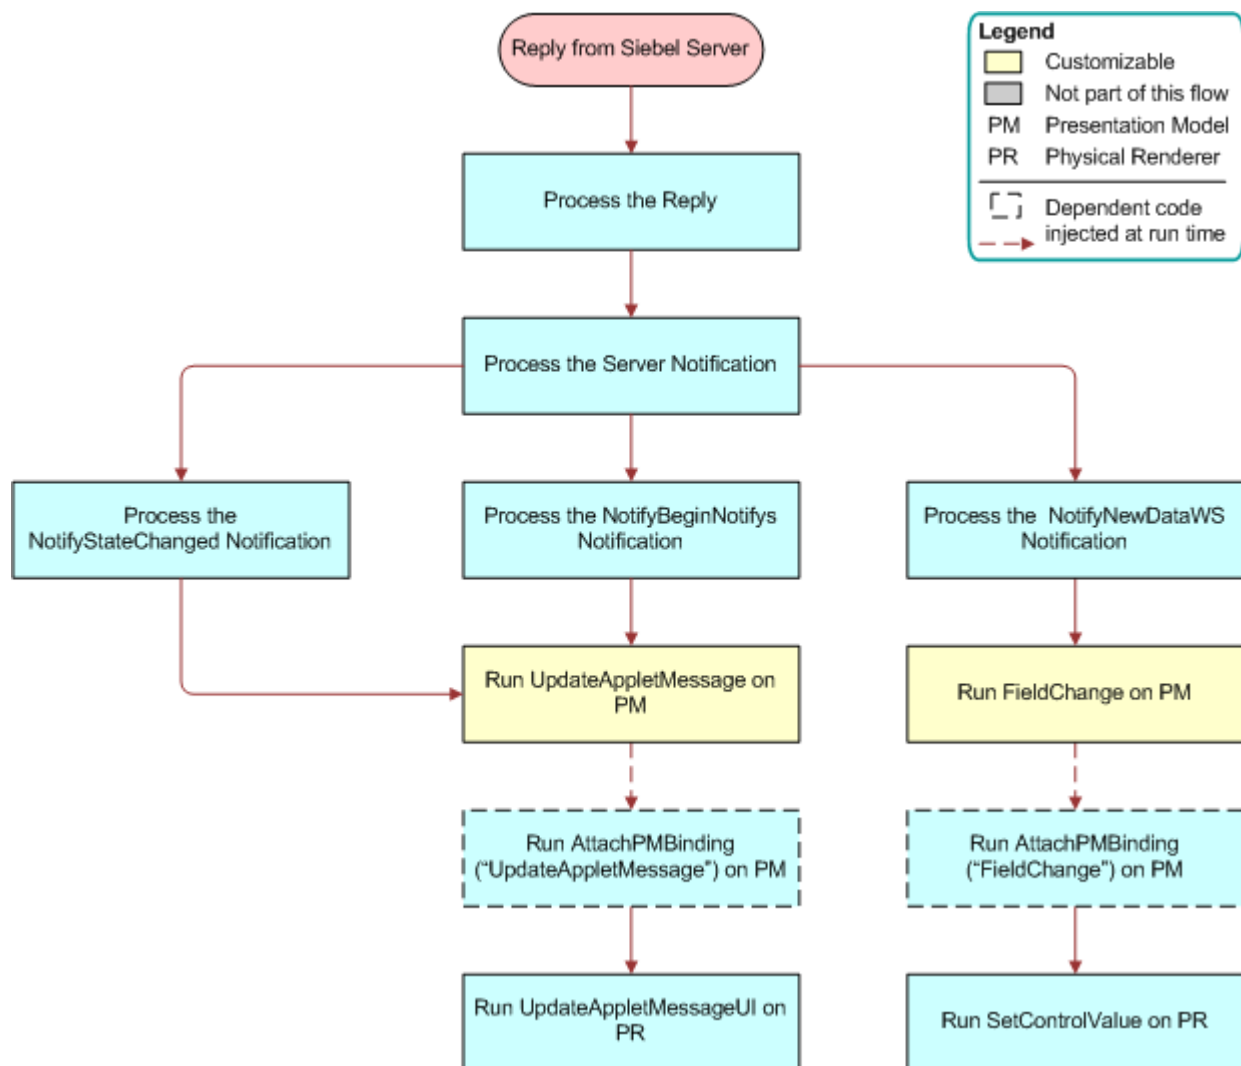 Reply from Siebel Server
Legend
Customizable
Not part of this flow
PM Presentation Model
PR Physical Renderer
Dependent code
injected at run time
Process the Reply
Process the Server Notification
Process the
NotifyStateChanged Notification
Process the NotifyBeginNotifys
Notification
Process the NotifyNewDataWS
Notification
Run UpdateAppletMessage on
PM
Run FieldChange on PM
Run AttachPMBinding
(“UpdateAppletMessage”) on PM
Run AttachPMBinding
(“FieldChange”) on PM
Run UpdateAppletMessageUI on
PR
Run SetControlValue on PR